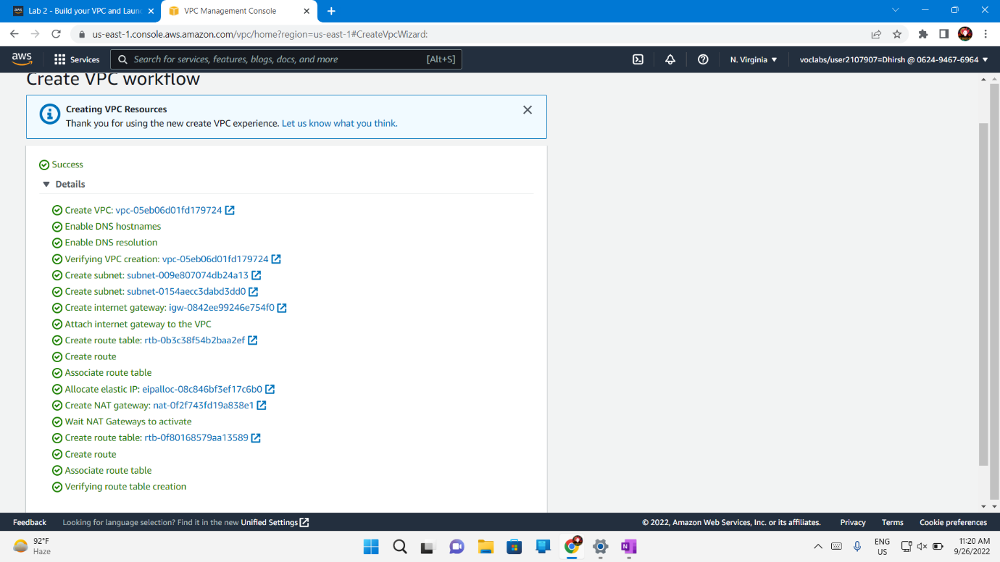 Lab 2 - Build your VPC and Laun
VPC Management Console
us-east-1.console.aws.amazon.com/vpc/home?region=us-east-1#CreateVpcWizard:
aws
Services
Search for services, features, blogs, docs, and more
[Alt+S]
N. Virginia
voclabs/user2107907=Dhirsh @ 0624-9467-6964
Create VPC workflow
Creating VPC Resources
Thank you for using the new create VPC experience. Let us know what you think.
Success
Details
Create VPC: vpc-05eb06d01fd179724
Enable DNS hostnames
Enable DNS resolution
Verifying VPC creation: vpc-05eb06d01fd179724
Create subnet: subnet-009e807074db24a13
Create subnet: subnet-0154aecc3dabd3dd0
Create internet gateway: igw-0842ee99246e754f0
Attach internet gateway to the VPC
Create route table: rtb-0b3c38f54b2baa2ef
Create route
Associate route table
Allocate elastic IP: eipalloc-08c846bf3ef17c6b0
Create NAT gateway: nat-0f2f743fd19a838e1
Wait NAT Gateways to activate
Create route table: rtb-0f80168579aa13589
Create route
Associate route table
Verifying route table creation
Feedback
Looking for language selection? Find it in the new Unified Settings
© 2022, Amazon Web Services, Inc. or its affiliates.
Privacy
Terms
Cookie preferences
92°F
Haze
ENG
US
11:20 AM
9/26/2022